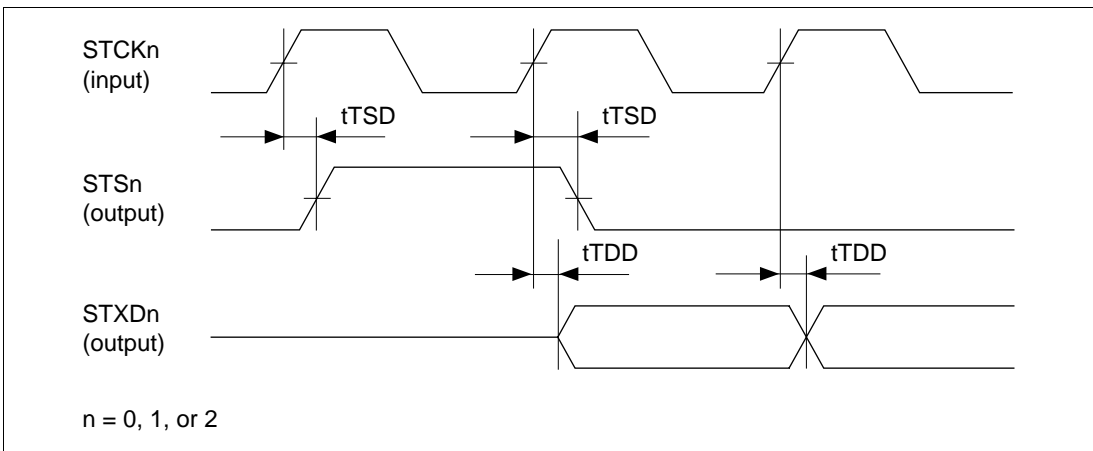 STCKn
(input)
tTSD
tTSD
STSn
(output)
tTDD
tTDD
STXDn
(output)
n = 0, 1, or 2